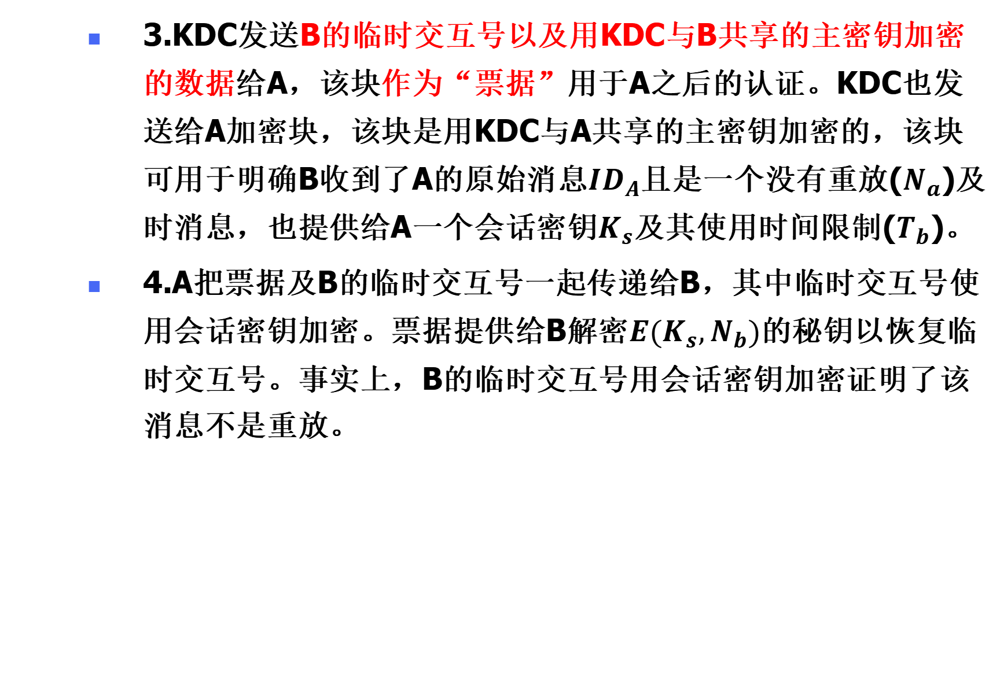 3.KDC发送B的临时交互号以及用KDC与B共享的主密钥加密
的数据给A，该块作为“票据”用于A之后的认证。KDC也发
送给A加密块，该块是用KDC与A共享的主密钥加密的，该块
可用于明确B收到了A的原始消息ID_A且是一个没有重放(N_a)及
时消息，也提供给A一个会话密钥K_s及其使用时间限制(T_b)。
4.A把票据及B的临时交互号一起传递给B，其中临时交互号使
用会话密钥加密。票据提供给B解密E(K_s,N_b)的秘钥以恢复临
时交互号。事实上，B的临时交互号用会话密钥加密证明了该
消息不是重放。